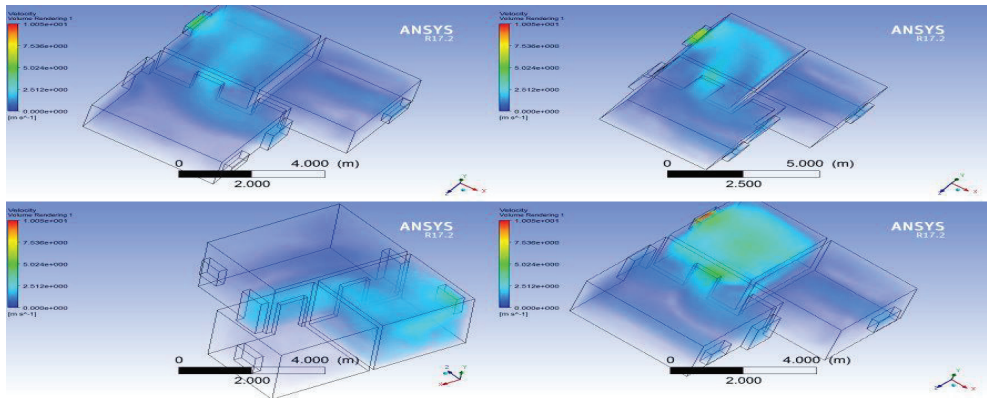 Velocity
Volume Rendering 1
1.005e+001
7.536e+000
5.024e+000
2.512e+000
0.000e+000
[m s^-1]
ANSYS
R17.2
0
4.000 (m)
2.000
Z
Y
X
Velocity
Volume Rendering 1
1.005e+001
7.536e+000
5.024e+000
2.512e+000
0.000e+000
[m s^-1]
ANSYS
R17.2
0
5.000 (m)
2.500
Z
Y
X
Velocity
Volume Rendering 1
1.005e+001
7.536e+000
5.024e+000
2.512e+000
0.000e+000
[m s^-1]
ANSYS
R17.2
0
4.000 (m)
2.000
Z
Y
X
Velocity
Volume Rendering 1
1.005e+001
7.536e+000
5.024e+000
2.512e+000
0.000e+000
[m s^-1]
ANSYS
R17.2
0
4.000 (m)
2.000
Z
Y
X